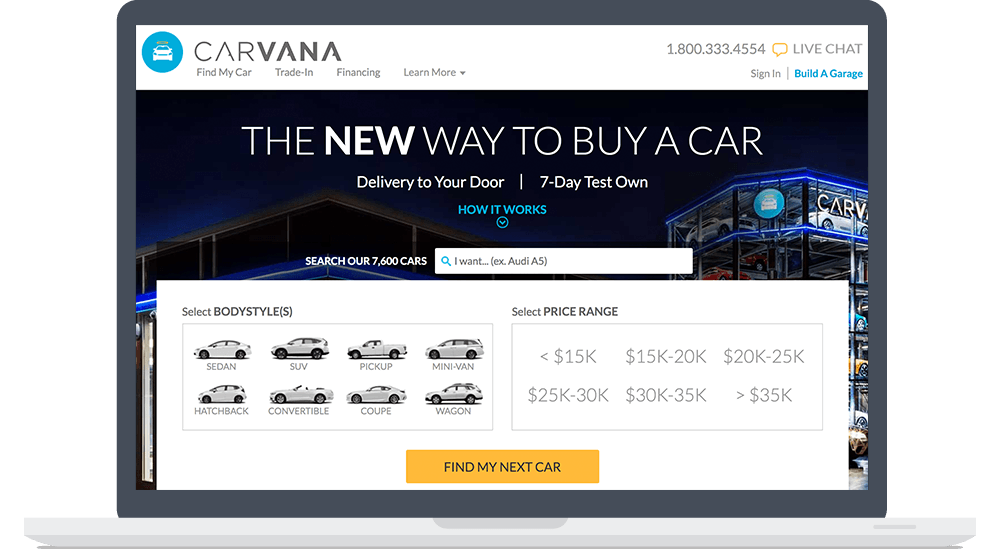 CARVANA
1.800.333.4554 LIVE CHAT
Find My Car Trade-In Financing Learn More
Sign In | Build A Garage
THE NEW WAY TO BUY A CAR
Delivery to Your Door | 7-Day Test Own
HOW IT WORKS
CARV
SEARCH OUR 7,600 CARS I want... (ex. Audi A5)
Select BODYSTYLE(S)
SEDAN SUV PICKUP MINI-VAN
HATCHBACK CONVERTIBLE COUPE WAGON
Select PRICE RANGE
< $15K $15K-20K $20K-25K
$25K-30K $30K-35K > $35K
FIND MY NEXT CAR